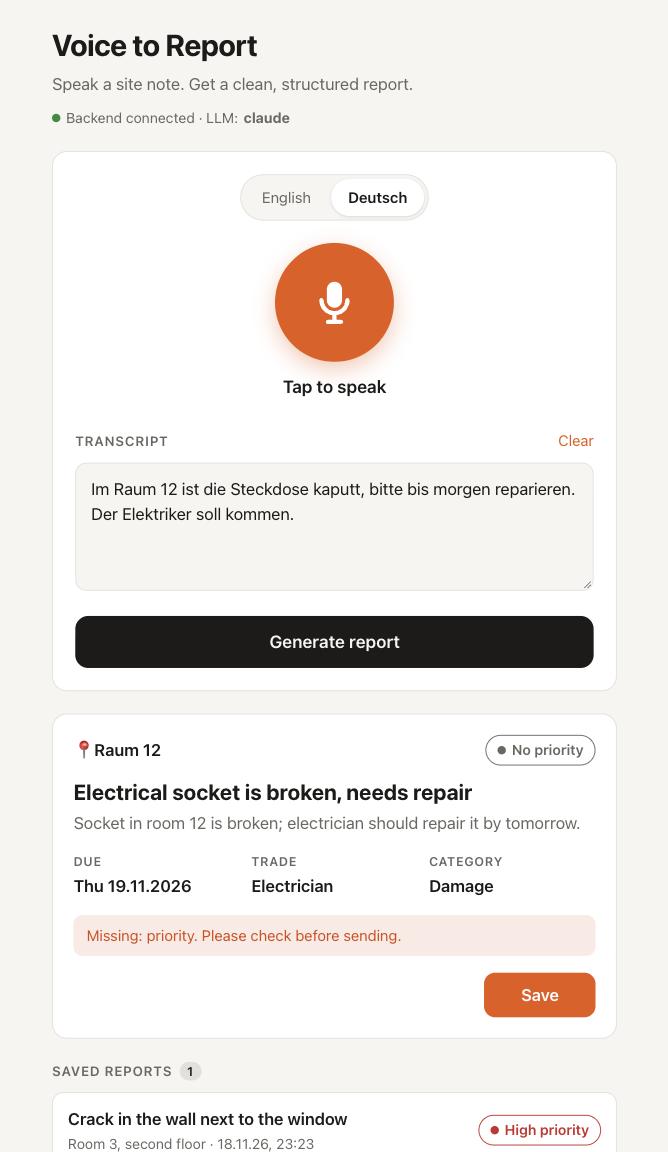 Voice to Report
Speak a site note. Get a clean, structured report.
Backend connected · LLM: claude
English Deutsch
Tap to speak
TRANSCRIPT Clear
Im Raum 12 ist die Steckdose kaputt, bitte bis morgen reparieren.
Der Elektriker soll kommen.
Generate report
Raum 12 No priority
Electrical socket is broken, needs repair
Socket in room 12 is broken; electrician should repair it by tomorrow.
DUE TRADE CATEGORY
Thu 19.11.2026 Electrician Damage
Missing: priority. Please check before sending.
Save
SAVED REPORTS 1
Crack in the wall next to the window
High priority
Room 3, second floor · 18.11.26, 23:23